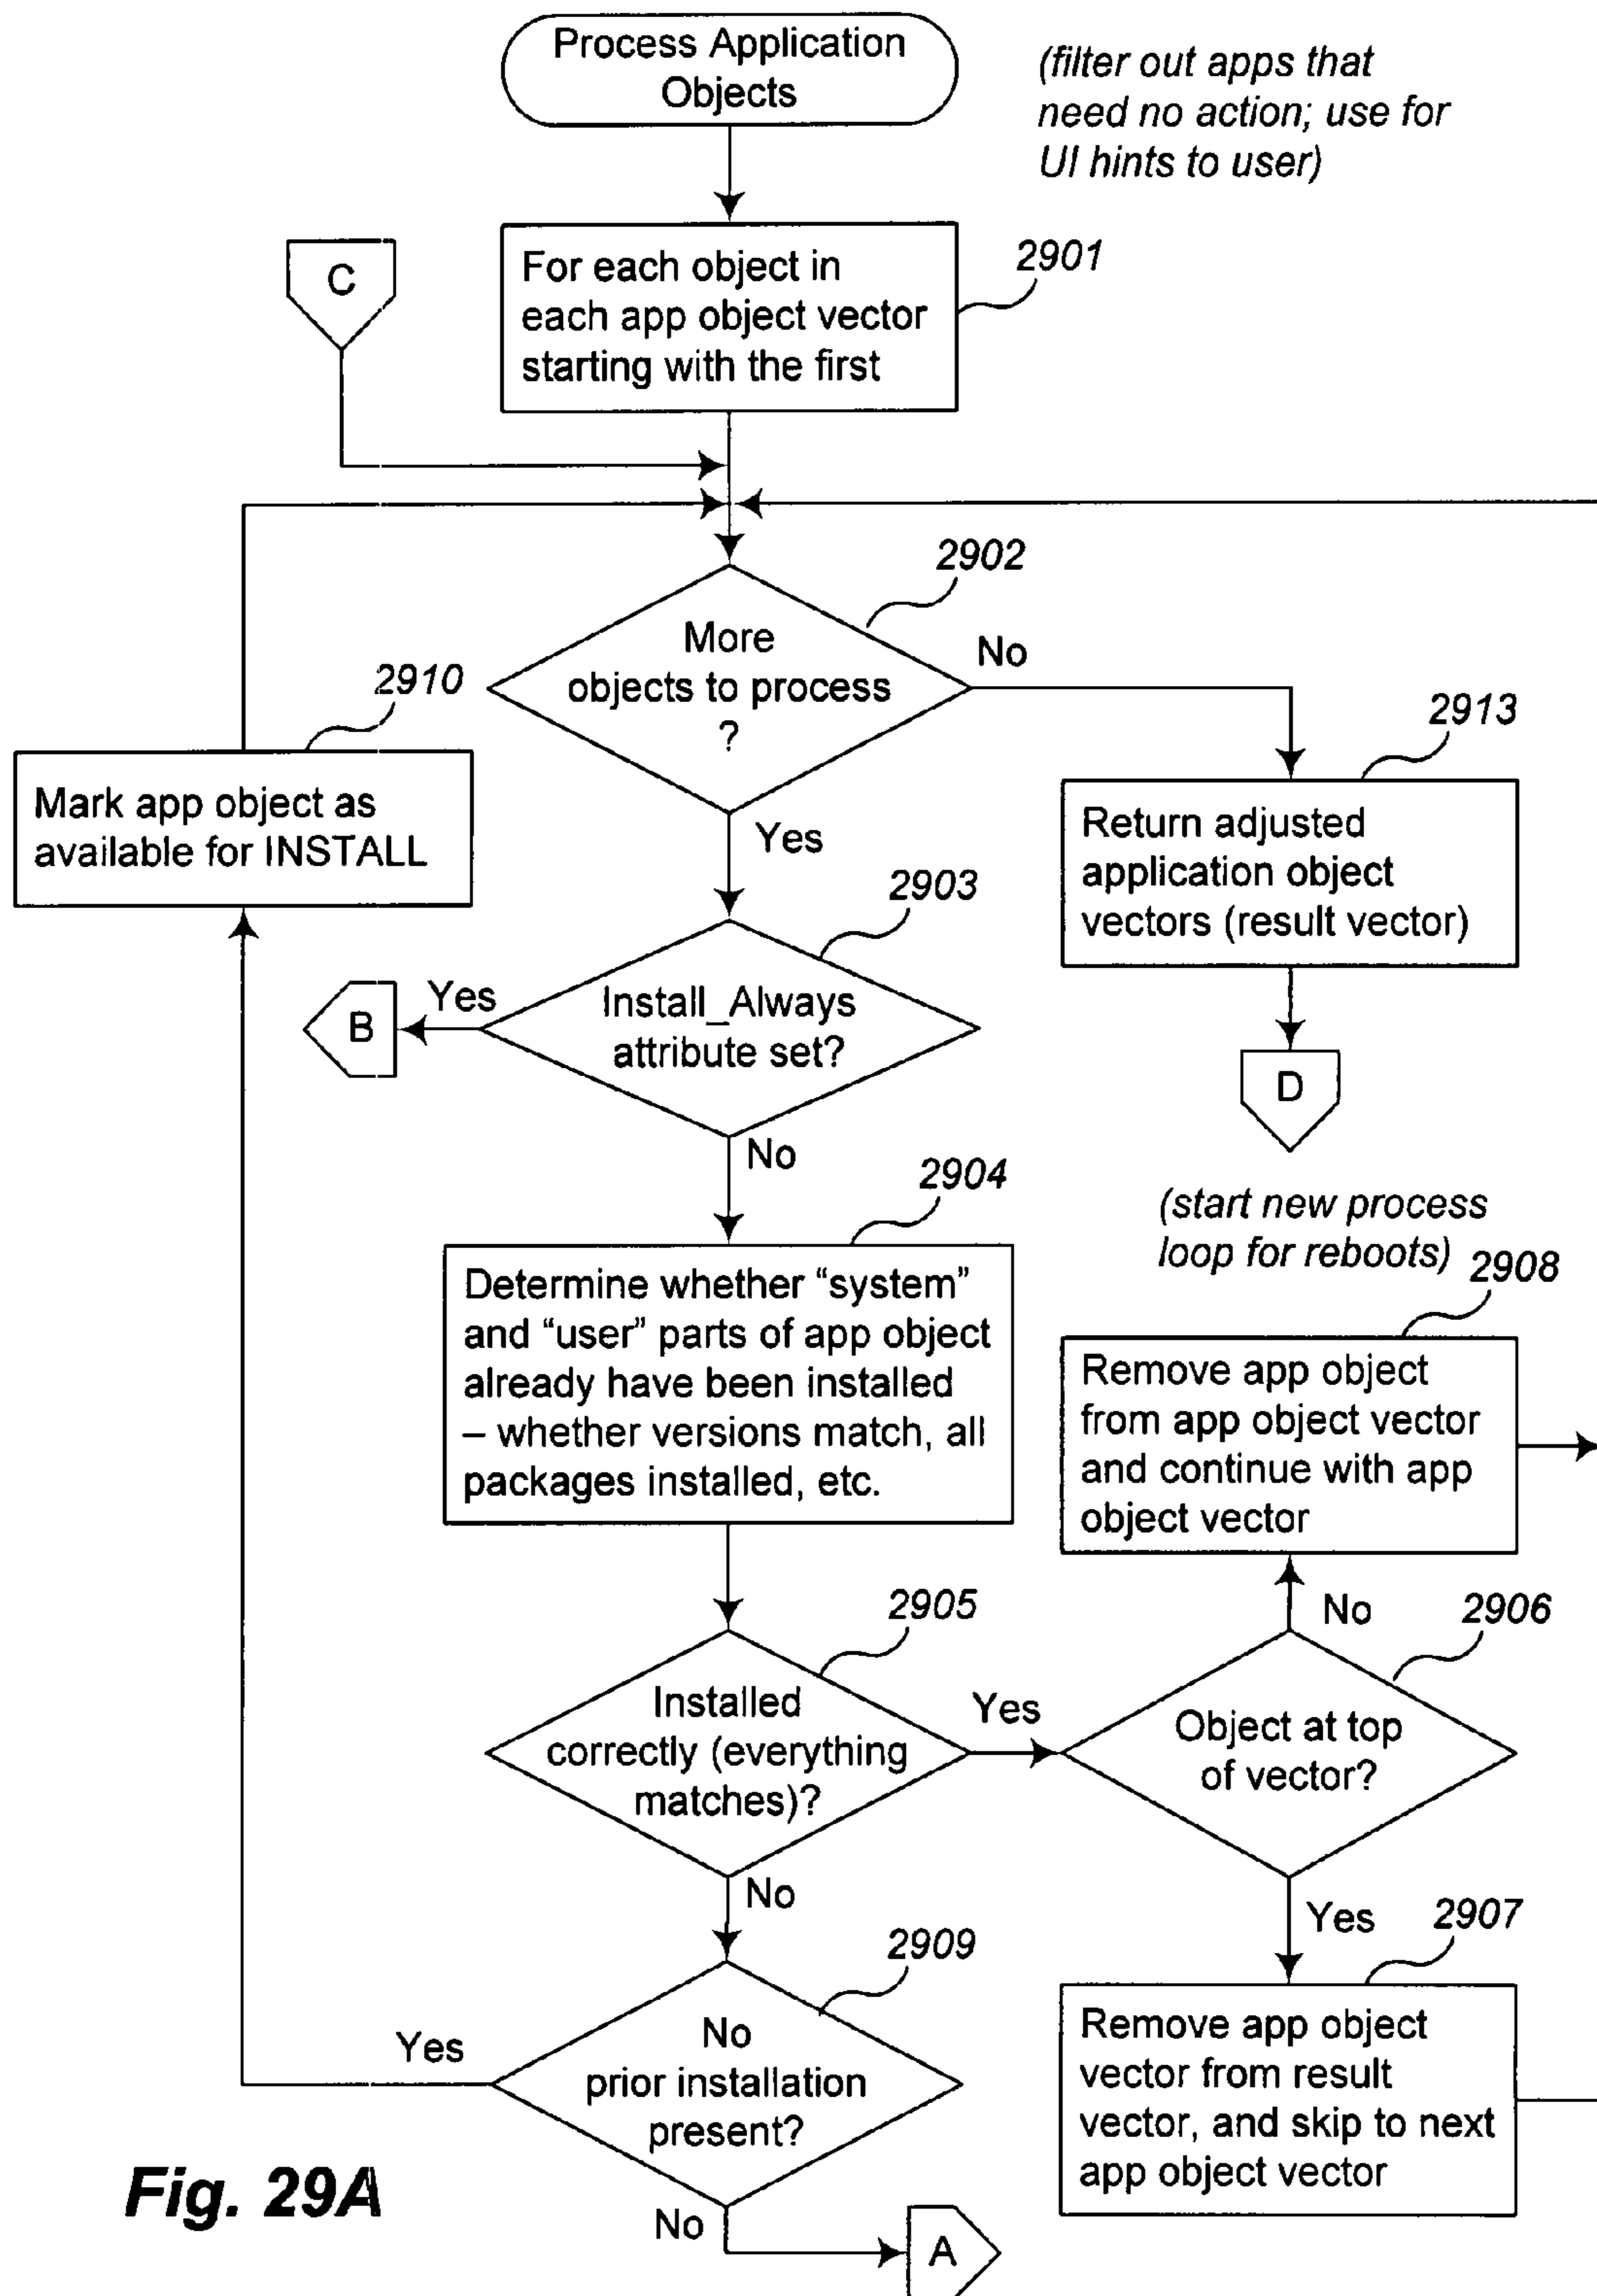 Process Application
Objects
(filter out apps that
need no action; use for
UI hints to user)
C
For each object in
each app object vector
starting with the first
2901
2902
More
objects to process
?
No
Yes
2910
Mark app object as
available for INSTALL
2913
Return adjusted
application object
vectors (result vector)
2903
Install_Always
attribute set?
Yes
B
No
D
(start new process
loop for reboots)
2904
Determine whether “system”
and “user” parts of app object
already have been installed
– whether versions match, all
packages installed, etc.
2908
Remove app object
from app object vector
and continue with app
object vector
2905
Installed
correctly (everything
matches)?
Yes
No
No
2906
Object at top
of vector?
Yes
2907
Remove app object
vector from result
vector, and skip to next
app object vector
2909
No
prior installation
present?
Yes
No
A
Fig. 29A